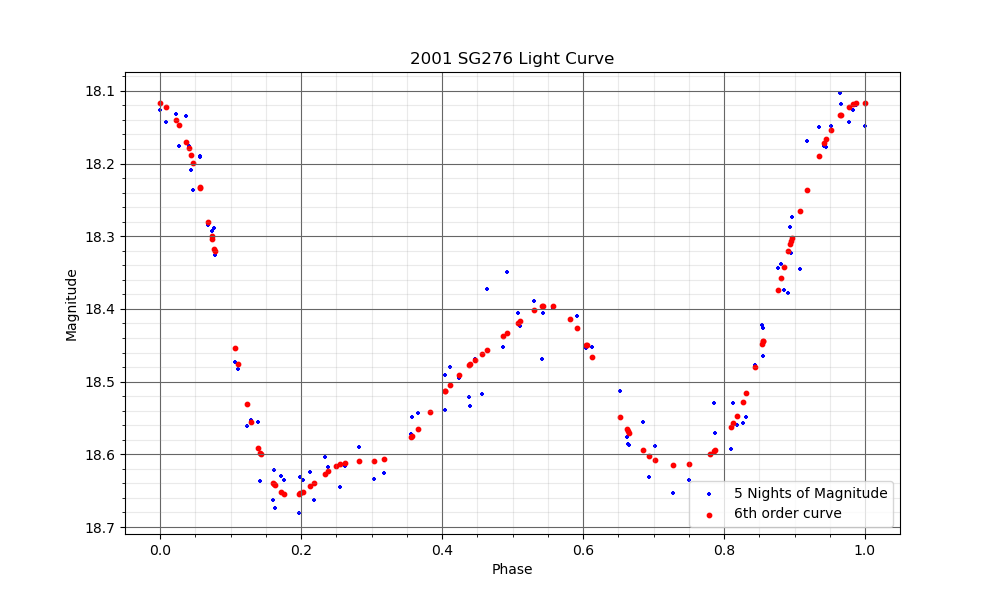 2001 SG276 Light Curve
18.1
18.2
18.3
18.4
18.5
18.6
18.7
Magnitude
0.0 0.2 0.4 0.6 0.8 1.0
Phase
5 Nights of Magnitude
6th order curve